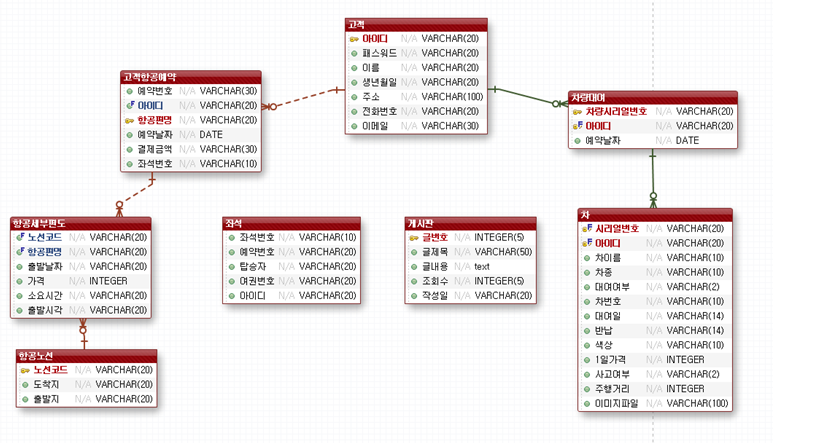 고객
아이디 N/A VARCHAR(20)
패스워드 N/A VARCHAR(20)
이름 N/A VARCHAR(20)
생년월일 N/A VARCHAR(20)
주소 N/A VARCHAR(100)
전화번호 N/A VARCHAR(20)
이메일 N/A VARCHAR(30)
고객항공예약
예약번호 N/A VARCHAR(30)
아이디 N/A VARCHAR(20)
항공편명 N/A VARCHAR(20)
예약날짜 N/A DATE
결제금액 N/A VARCHAR(30)
좌석번호 N/A VARCHAR(10)
차량대여
차량시리얼번호 N/A VARCHAR(20)
아이디 N/A VARCHAR(20)
예약날짜 N/A DATE
항공세부편도
노선코드 N/A VARCHAR(20)
항공편명 N/A VARCHAR(20)
출발날짜 N/A VARCHAR(20)
가격 N/A INTEGER
소요시간 N/A VARCHAR(20)
출발시각 N/A VARCHAR(20)
좌석
좌석번호 N/A VARCHAR(10)
예약번호 N/A VARCHAR(20)
탑승자 N/A VARCHAR(20)
여권번호 N/A VARCHAR(20)
아이디 N/A VARCHAR(20)
게시판
글번호 N/A INTEGER(5)
글제목 N/A VARCHAR(50)
글내용 N/A text
조회수 N/A INTEGER(5)
작성일 N/A VARCHAR(20)
차
시리얼번호 N/A VARCHAR(20)
아이디 N/A VARCHAR(20)
차이름 N/A VARCHAR(10)
차종 N/A VARCHAR(10)
대여여부 N/A VARCHAR(2)
차번호 N/A VARCHAR(10)
대여일 N/A VARCHAR(14)
반납 N/A VARCHAR(14)
색상 N/A VARCHAR(10)
1일가격 N/A INTEGER
사고여부 N/A VARCHAR(2)
주행거리 N/A INTEGER
이미지파일 N/A VARCHAR(100)
항공노선
노선코드 N/A VARCHAR(20)
도착지 N/A VARCHAR(20)
출발지 N/A VARCHAR(20)